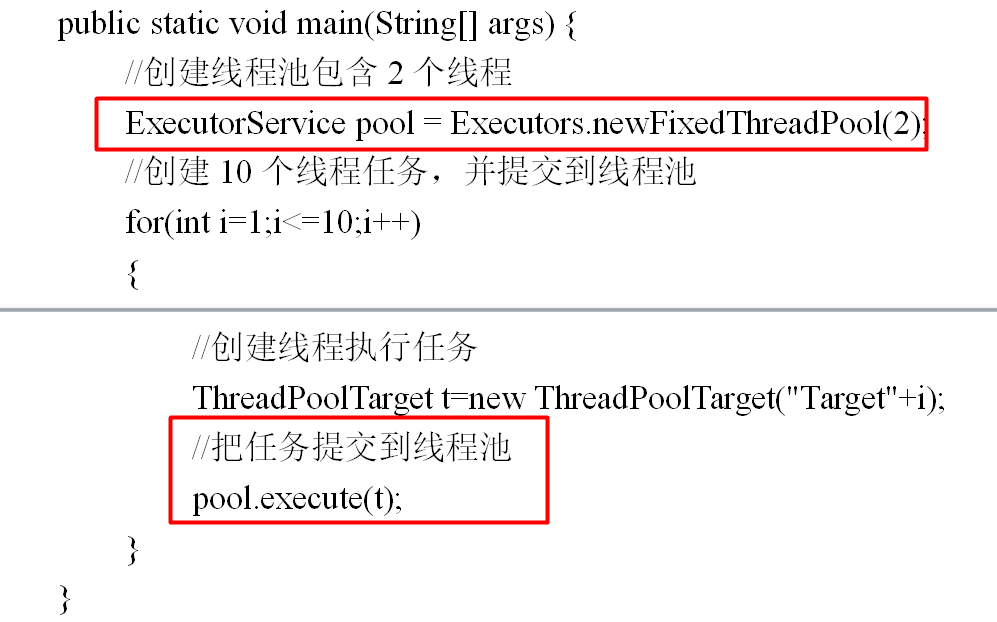 public static void main(String[] args) {
//创建线程池包含 2 个线程
ExecutorService pool = Executors.newFixedThreadPool(2);
//创建 10 个线程任务，并提交到线程池
for(int i=1;i<=10;i++)
{
//创建线程执行任务
ThreadPoolTarget t=new ThreadPoolTarget("Target"+i);
//把任务提交到线程池
pool.execute(t);
}
}